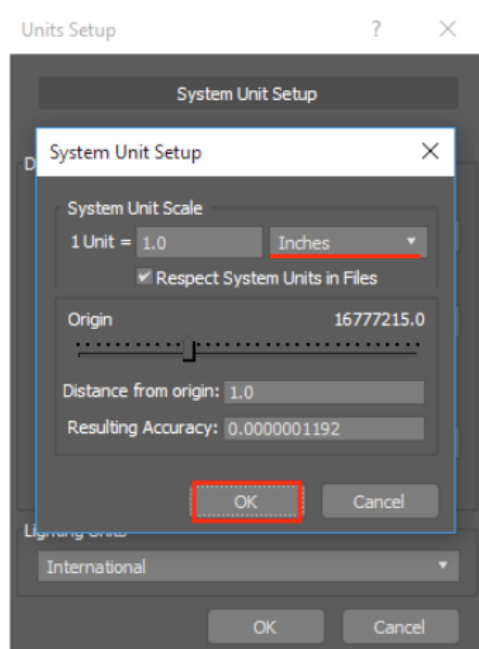 Units Setup ? ×
System Unit Setup
System Unit Setup ×
System Unit Scale
1 Unit = 1.0 Inches
Respect System Units in Files
Origin 16777215.0
Distance from origin: 1.0
Resulting Accuracy: 0.0000001192
OK Cancel
International
OK Cancel